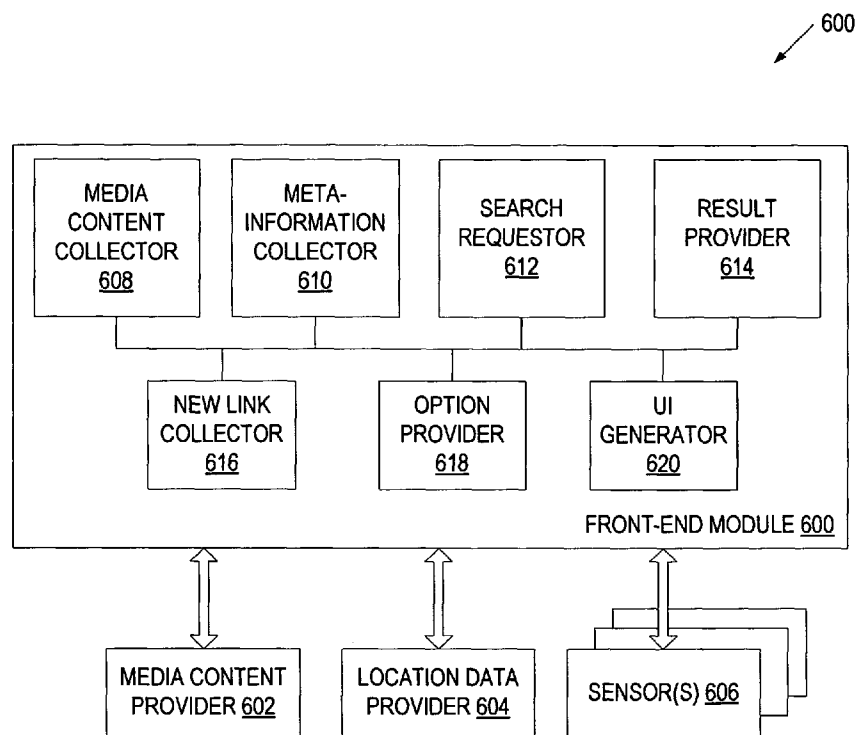 600
MEDIA
CONTENT
COLLECTOR
608
META-
INFORMATION
COLLECTOR
610
SEARCH
REQUESTOR
612
RESULT
PROVIDER
614
NEW LINK
COLLECTOR
616
OPTION
PROVIDER
618
UI
GENERATOR
620
FRONT-END MODULE 600
MEDIA CONTENT
PROVIDER 602
LOCATION DATA
PROVIDER 604
SENSOR(S) 606